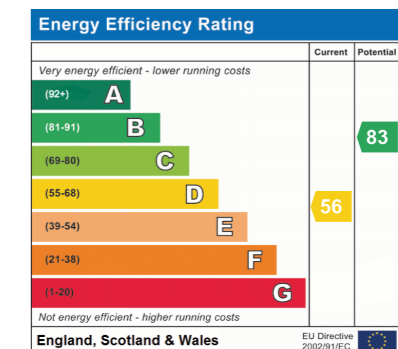 Energy Efficiency Rating
Current Potential
Very energy efficient - lower running costs
(92+) A
(81-91) B
83
(69-80) C
(55-68) D
56
(39-54) E
(21-38) F
(1-20) G
Not energy efficient - higher running costs
England, Scotland & Wales
EU Directive
2002/91/EC